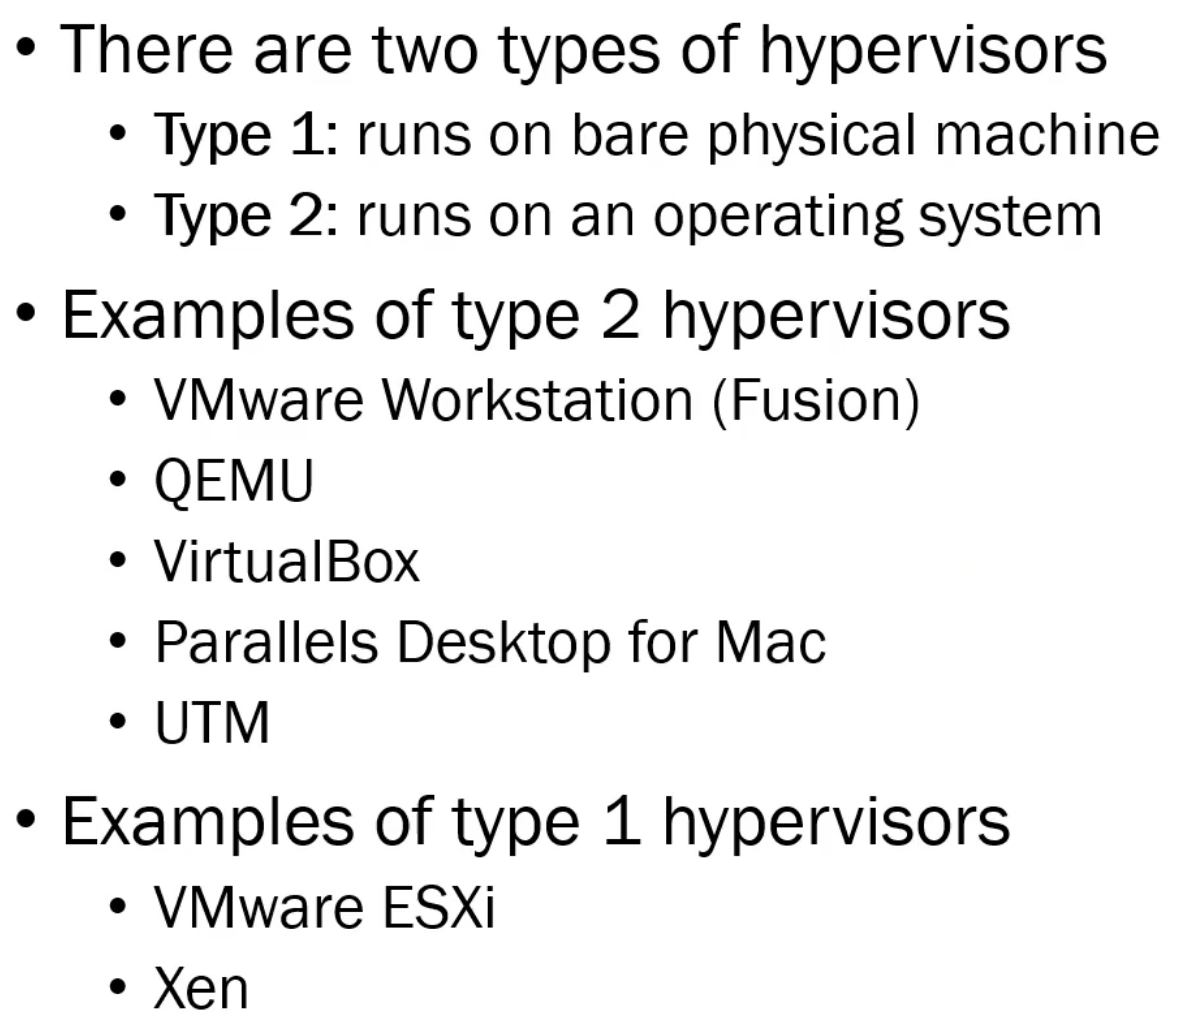 • There are two types of hypervisors
• Type 1: runs on bare physical machine
• Type 2: runs on an operating system
• Examples of type 2 hypervisors
• VMware Workstation (Fusion)
• QEMU
• VirtualBox
• Parallels Desktop for Mac
• UTM
• Examples of type 1 hypervisors
• VMware ESXi
• Xen